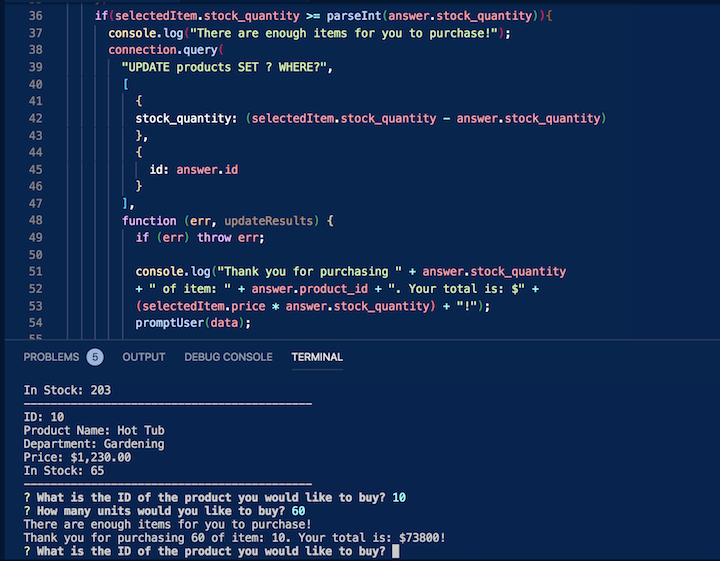 36 if(selectedItem.stock_quantity >= parseInt(answer.stock_quantity)){
37 console.log("There are enough items for you to purchase!");
38 connection.query(
39 "UPDATE products SET ? WHERE?",
40 [
41 {
42 stock_quantity: (selectedItem.stock_quantity - answer.stock_quantity)
43 },
44 {
45 id: answer.id
46 }
47 ],
48 function (err, updateResults) {
49 if (err) throw err;
50
51 console.log("Thank you for purchasing " + answer.stock_quantity
52 + " of item: " + answer.product_id + ". Your total is: $" +
53 (selectedItem.price * answer.stock_quantity) + "!");
54 promptUser(data);
55
PROBLEMS 5 OUTPUT DEBUG CONSOLE TERMINAL
In Stock: 203
-------------------------------------------
ID: 10
Product Name: Hot Tub
Department: Gardening
Price: $1,230.00
In Stock: 65
-------------------------------------------
? What is the ID of the product you would like to buy? 10
? How many units would you like to buy? 60
There are enough items for you to purchase!
Thank you for purchasing 60 of item: 10. Your total is: $73800!
? What is the ID of the product you would like to buy?